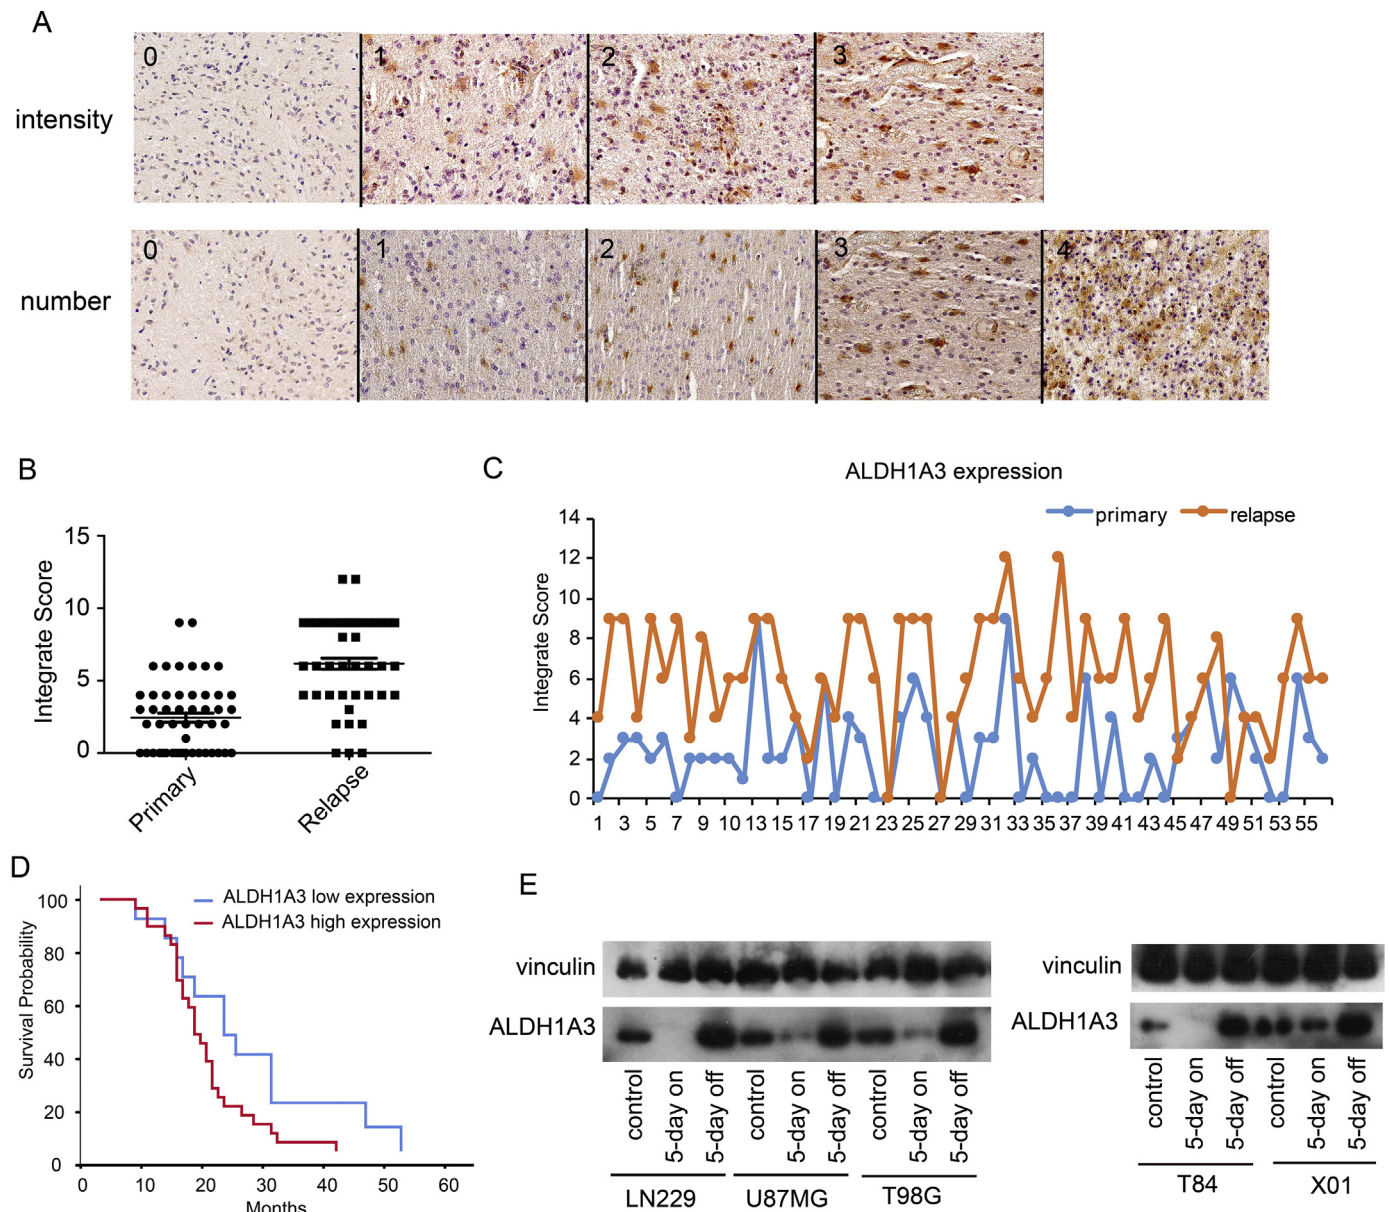 A
intensity
0 1 2 3
number
0 1 2 3 4
B
Integrate Score
15
10
5
0
Primary Relapse
C
ALDH1A3 expression
primary relapse
Integrate Score
14
12
10
8
6
4
2
0
1 3 5 7 9 10 13 15 17 19 21 23 25 27 29 31 33 35 37 39 41 43 45 47 49 51 53 55
D
ALDH1A3 low expression
ALDH1A3 high expression
Survival Probability
100
80
60
40
20
0
0 10 20 30 40 50 60
Months
E
vinculin
ALDH1A3
control 5-day on 5-day off control 5-day on 5-day off control 5-day on 5-day off
LN229 U87MG T98G
vinculin
ALDH1A3
control 5-day on 5-day off control 5-day on 5-day off
T84 X01